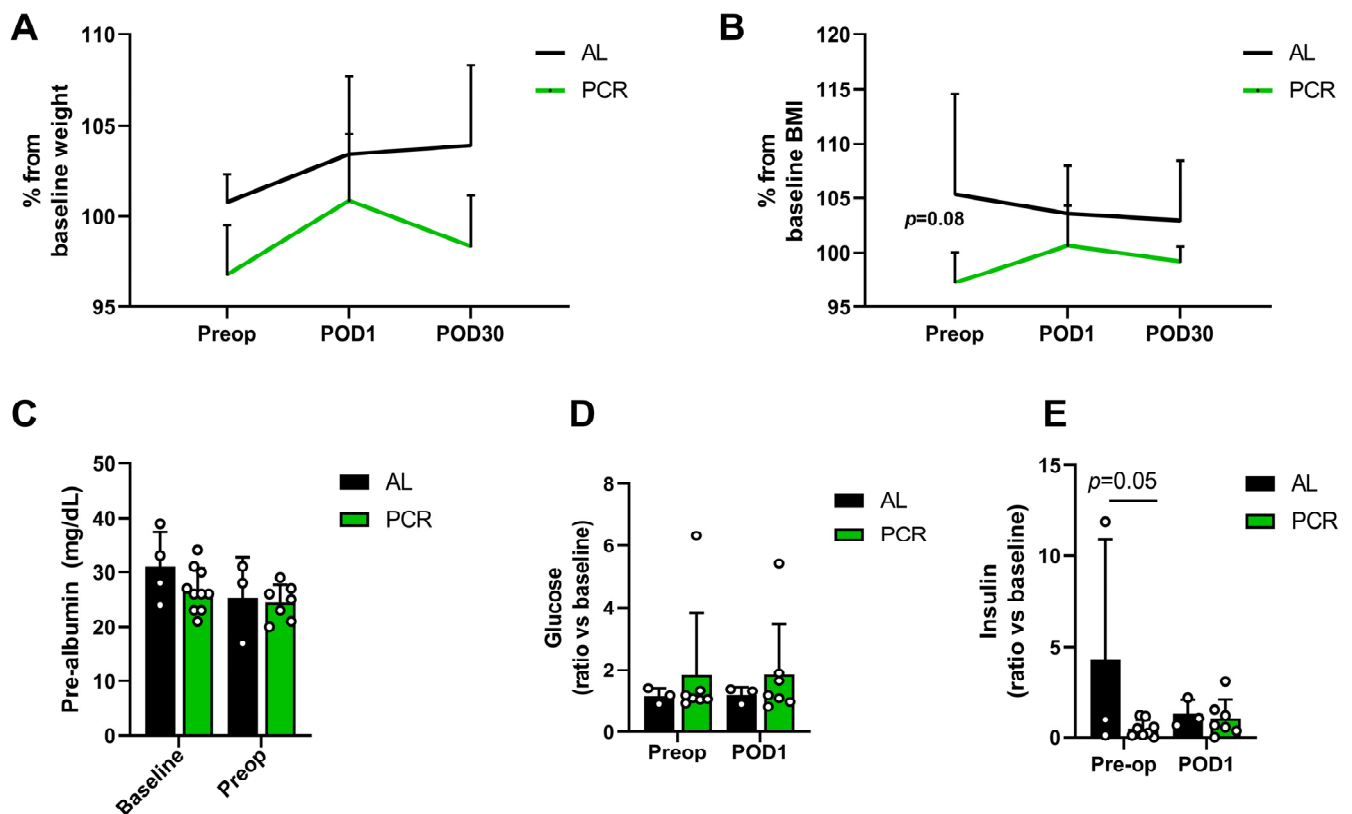 A
% from
baseline weight
110
105
100
95
Preop
POD1
POD30
AL
PCR
B
% from
baseline BMI
120
115
110
105
100
95
p=0.08
Preop
POD1
POD30
AL
PCR
C
Pre-albumin (mg/dL)
50
40
30
20
10
0
Baseline
Preop
AL
PCR
D
Glucose
(ratio vs baseline)
8
6
4
2
0
Preop
POD1
AL
PCR
E
Insulin
(ratio vs baseline)
15
10
5
0
p=0.05
Pre-op
POD1
AL
PCR